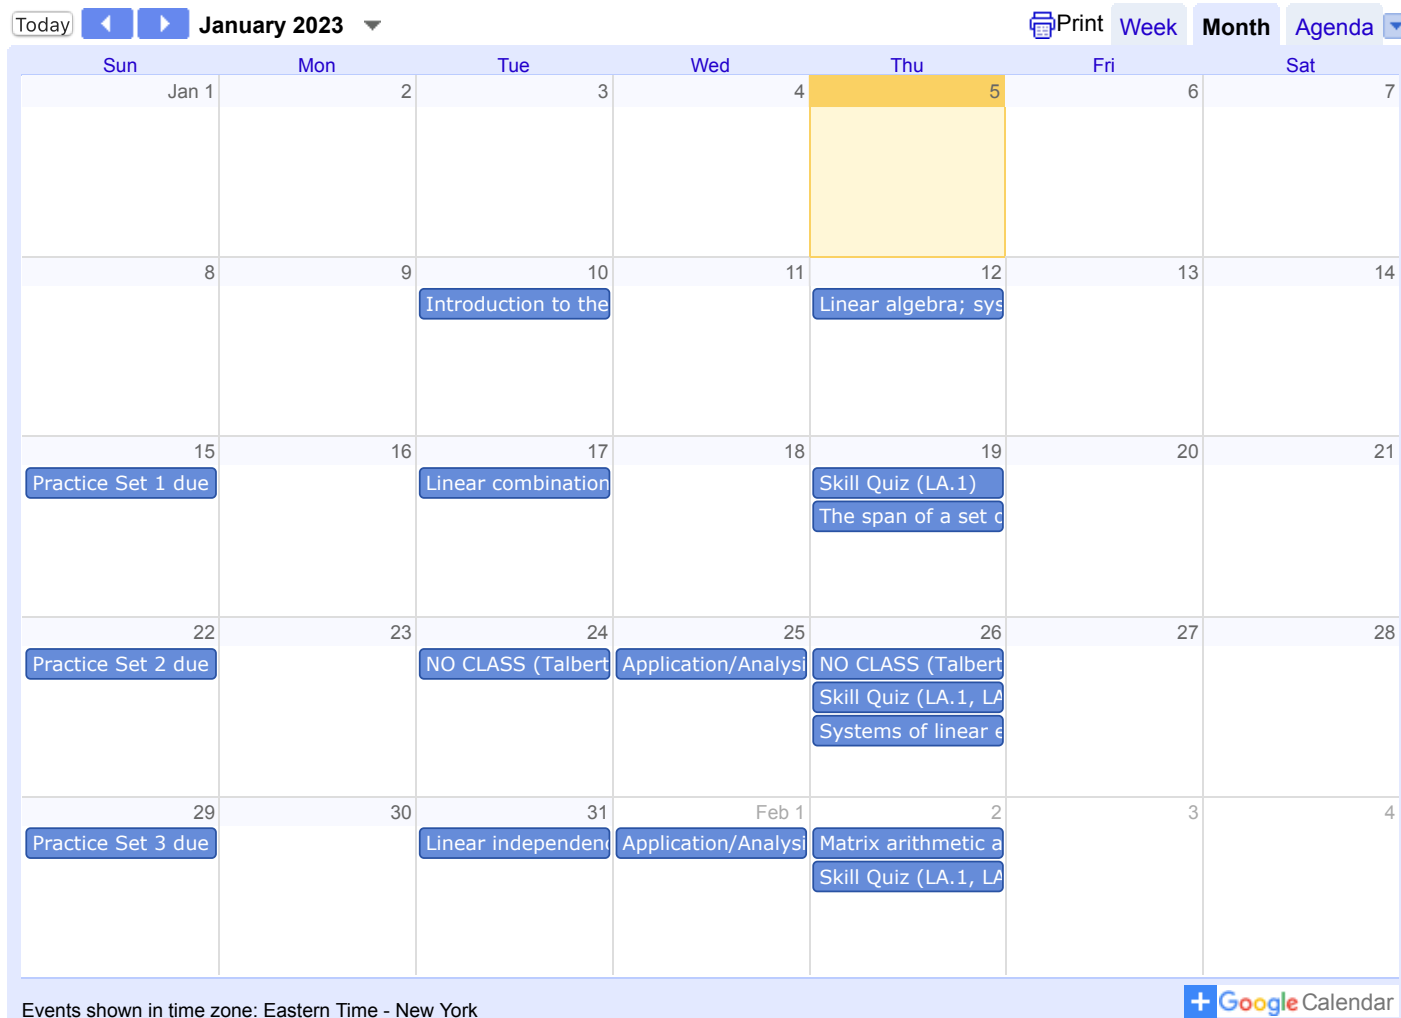 Today January 2023 Print Week Month Agenda
Sun Mon Tue Wed Thu Fri Sat
Jan 1 2 3 4 5 6 7
8 9 10 11 12 13 14
Introduction to the Linear algebra; sys
15 16 17 18 19 20 21
Practice Set 1 due Linear combination Skill Quiz (LA.1)
The span of a set o
22 23 24 25 26 27 28
Practice Set 2 due NO CLASS (Talbert Application/Analysi NO CLASS (Talbert
Skill Quiz (LA.1, LA
Systems of linear e
29 30 31 Feb 1 2 3 4
Practice Set 3 due Linear independenc Application/Analysi Matrix arithmetic a
Skill Quiz (LA.1, LA
Events shown in time zone: Eastern Time - New York
+ Google Calendar